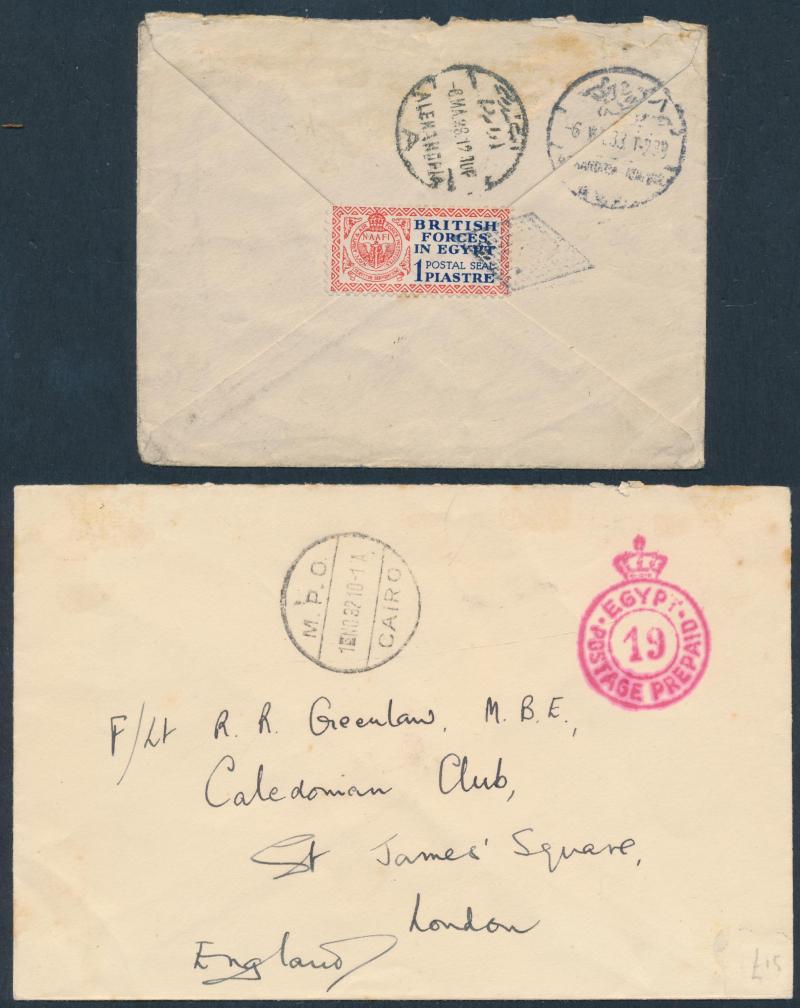 ALEXANDRIA
A
NAAFI
BRITISH
FORCES
IN EGYPT
POSTAL SEAL
1 PIASTRE
M.P.O.
CAIRO
EGYPT
19
POSTAGE PREPAID
F/Lt R. R. Greenlaw, M.B.E.,
Caledonian Club,
St James' Square,
London
England
£15